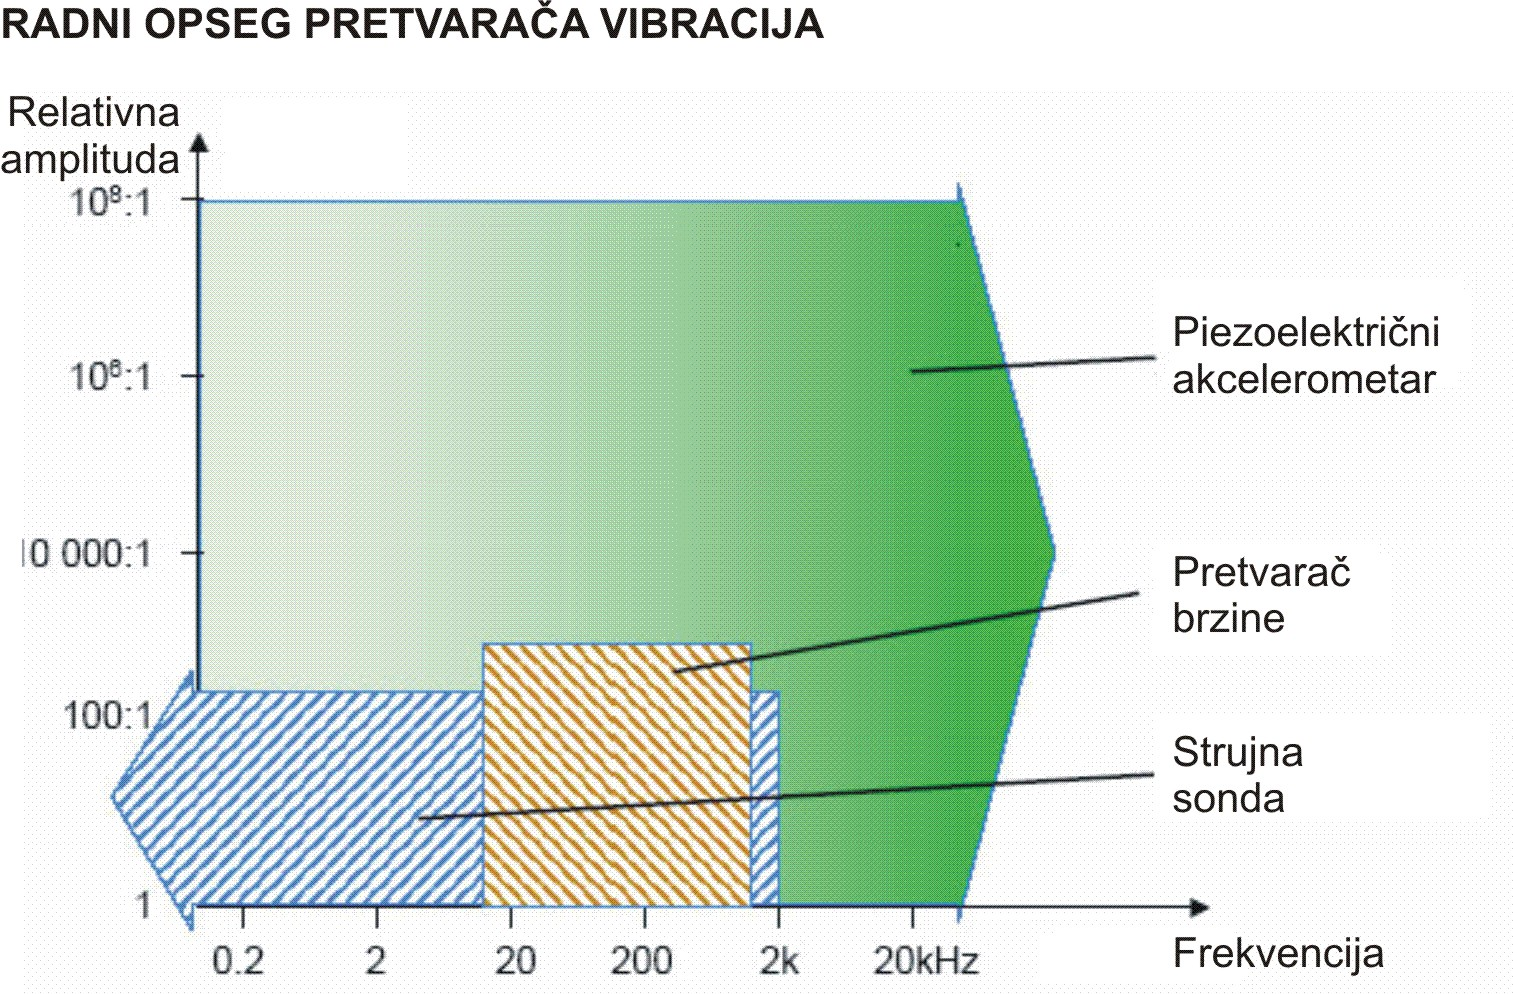 RADNI OPSEG PRETVARAČA VIBRACIJA
Relativna
amplituda
10⁸:1
10⁶:1
10 000:1
100:1
1
Piezoelektrični
akcelerometar
Pretvarač
brzine
Strujna
sonda
0.2 2 20 200 2k 20kHz
Frekvencija